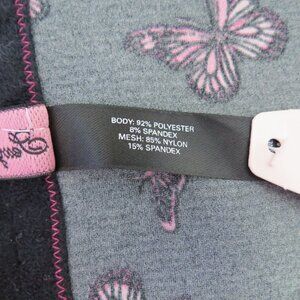 BODY: 92% POLYESTER
8% SPANDEX
MESH: 85% NYLON
15% SPANDEX